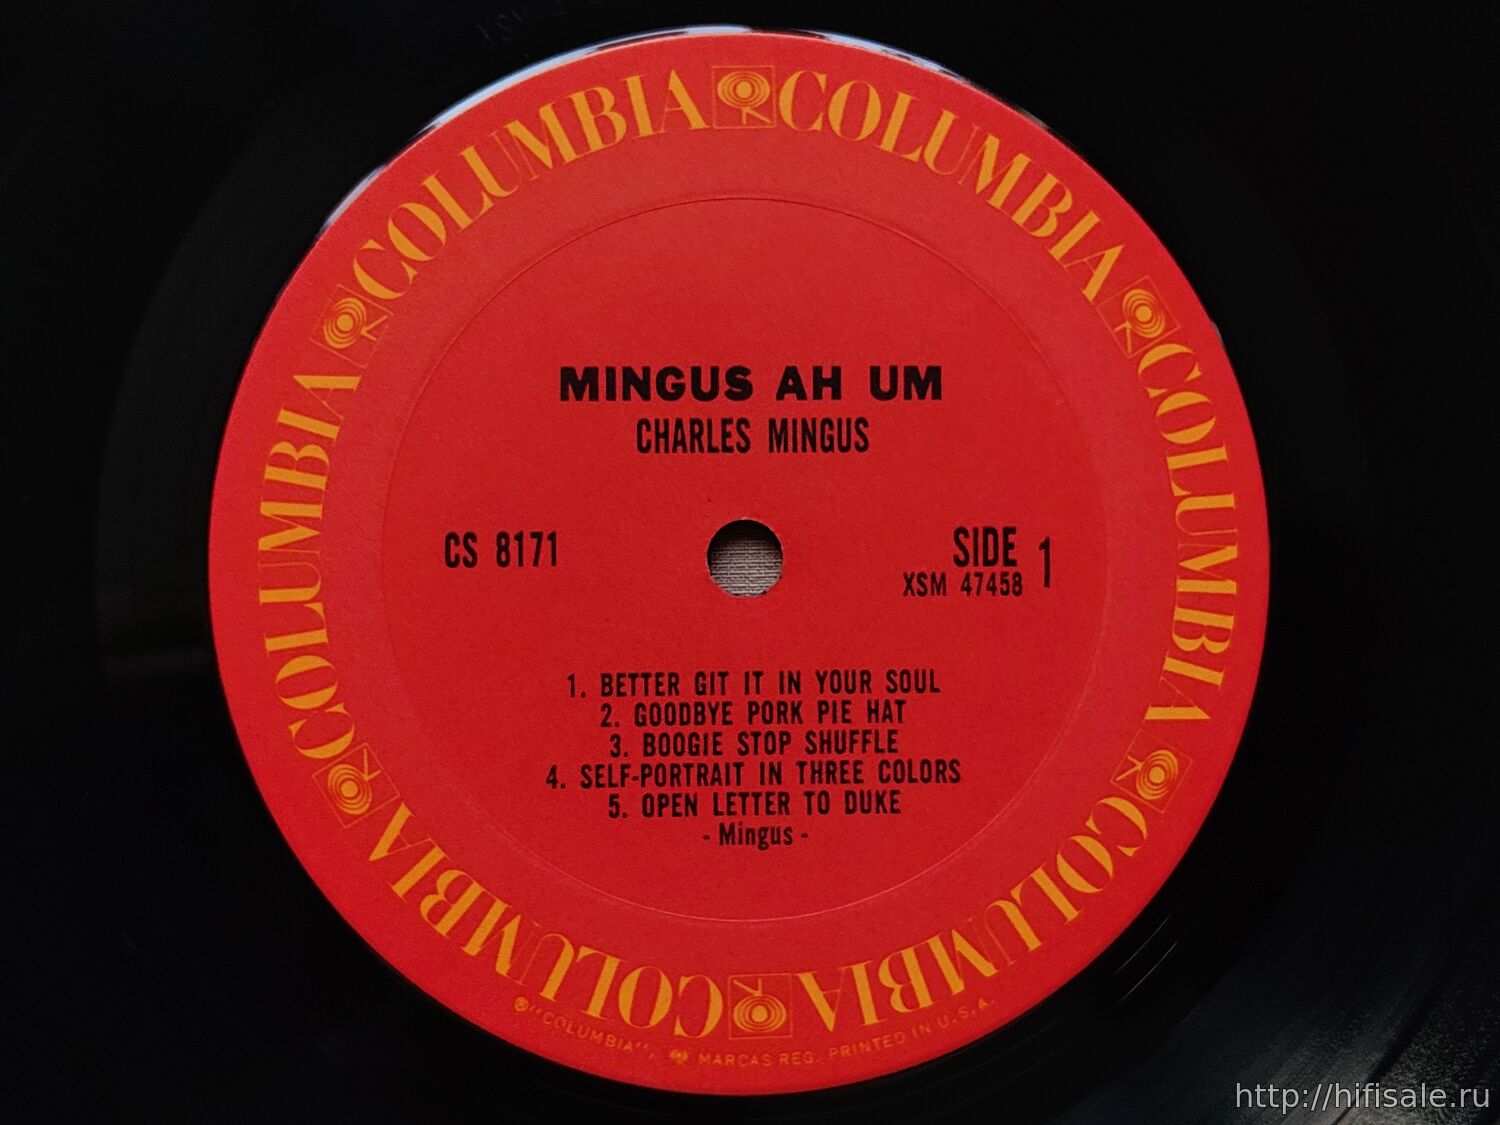 COLUMBIA COLUMBIA COLUMBIA COLUMBIA COLUMBIA COLUMBIA
MINGUS AH UM
CHARLES MINGUS
CS 8171
SIDE 1
XSM 47458
1. BETTER GIT IT IN YOUR SOUL
2. GOODBYE PORK PIE HAT
3. BOOGIE STOP SHUFFLE
4. SELF-PORTRAIT IN THREE COLORS
5. OPEN LETTER TO DUKE
- Mingus -
® "COLUMBIA", MARCAS REG. PRINTED IN U.S.A.
http://hifisale.ru